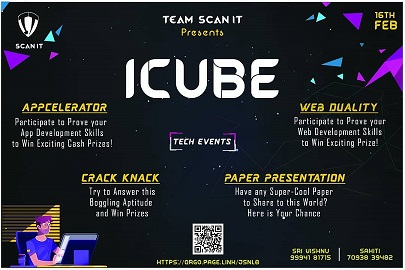 TEAM SCAN IT
Presents
16TH
FEB
SCAN IT
ICUBE
APPCELERATOR
Participate to Prove your
App Development Skills
to Win Exciting Cash Prizes!
WEB DUALITY
Participate to Prove your
Web Development Skills
to Win Exciting Prize!
TECH EVENTS
CRACK KNACK
Try to Answer this
Boggling Aptitude
and Win Prizes
PAPER PRESENTATION
Have any Super-Cool Paper
to Share to this World?
Here is Your Chance
HTTPS://ORGO.PAGE.LINK/JSNL8
SRI VISHNU
99941 81715
SAHITI
70938 39482